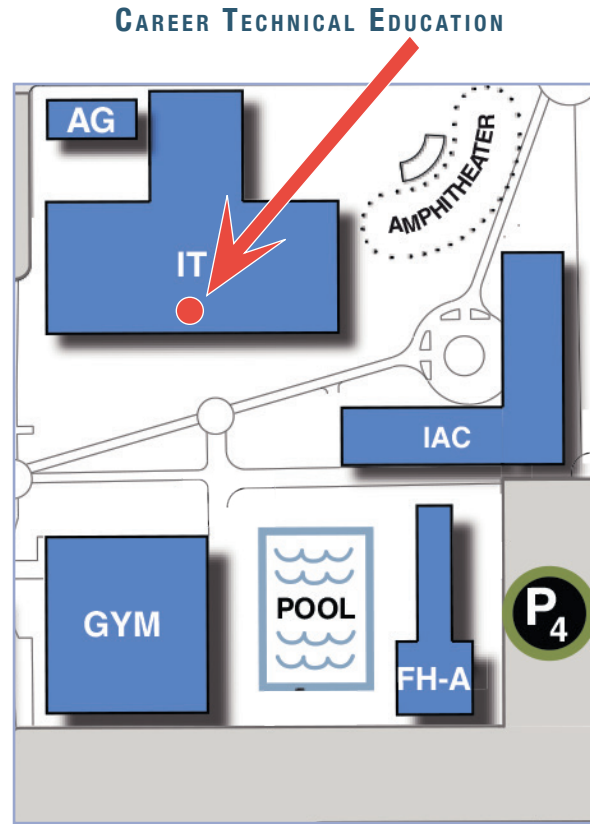 CAREER TECHNICAL EDUCATION
AG
AMPHITHEATER
IT
IAC
GYM
POOL
P4
FH-A